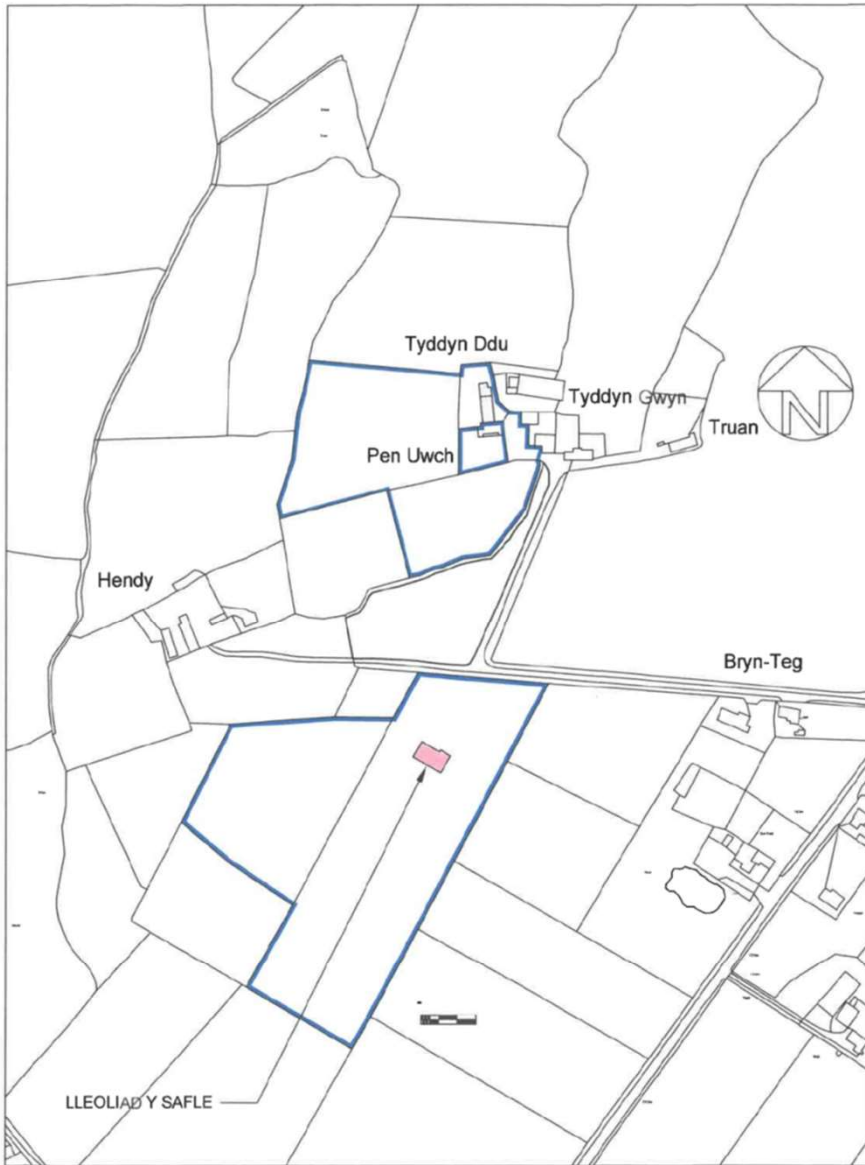 Tyddyn Ddu
Tyddyn Gwyn
Truan
Pen Uwch
N
Hendy
Bryn-Teg
LLEOLIAD Y SAFLE